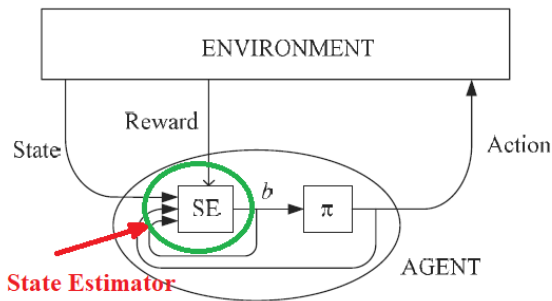 ENVIRONMENT
Reward
State
Action
b
SE
π
State Estimator
AGENT